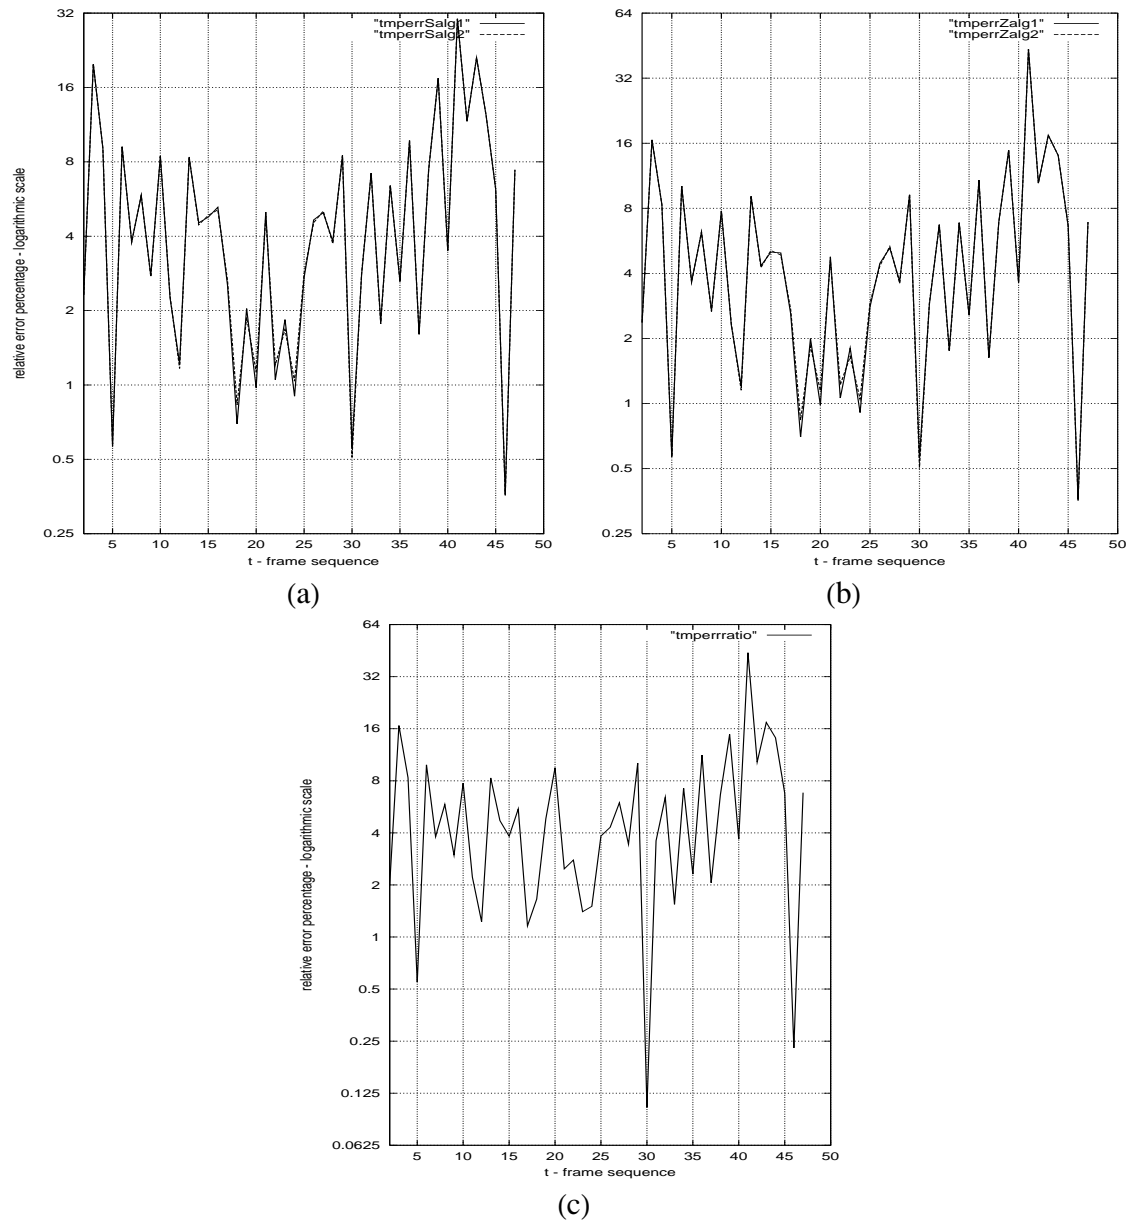 32
16
8
4
2
1
0.5
0.25
relative error percentage - logarithmic scale
"tmperrSalg1"
"tmperrSalg2"
5 10 15 20 25 30 35 40 45 50
t - frame sequence
(a)
64
32
16
8
4
2
1
0.5
0.25
"tmperrZalg1"
"tmperrZalg2"
5 10 15 20 25 30 35 40 45 50
t - frame sequence
(b)
64
32
16
8
4
2
1
0.5
0.25
0.125
0.0625
relative error percentage - logarithmic scale
"tmperrratio"
5 10 15 20 25 30 35 40 45 50
t - frame sequence
(c)